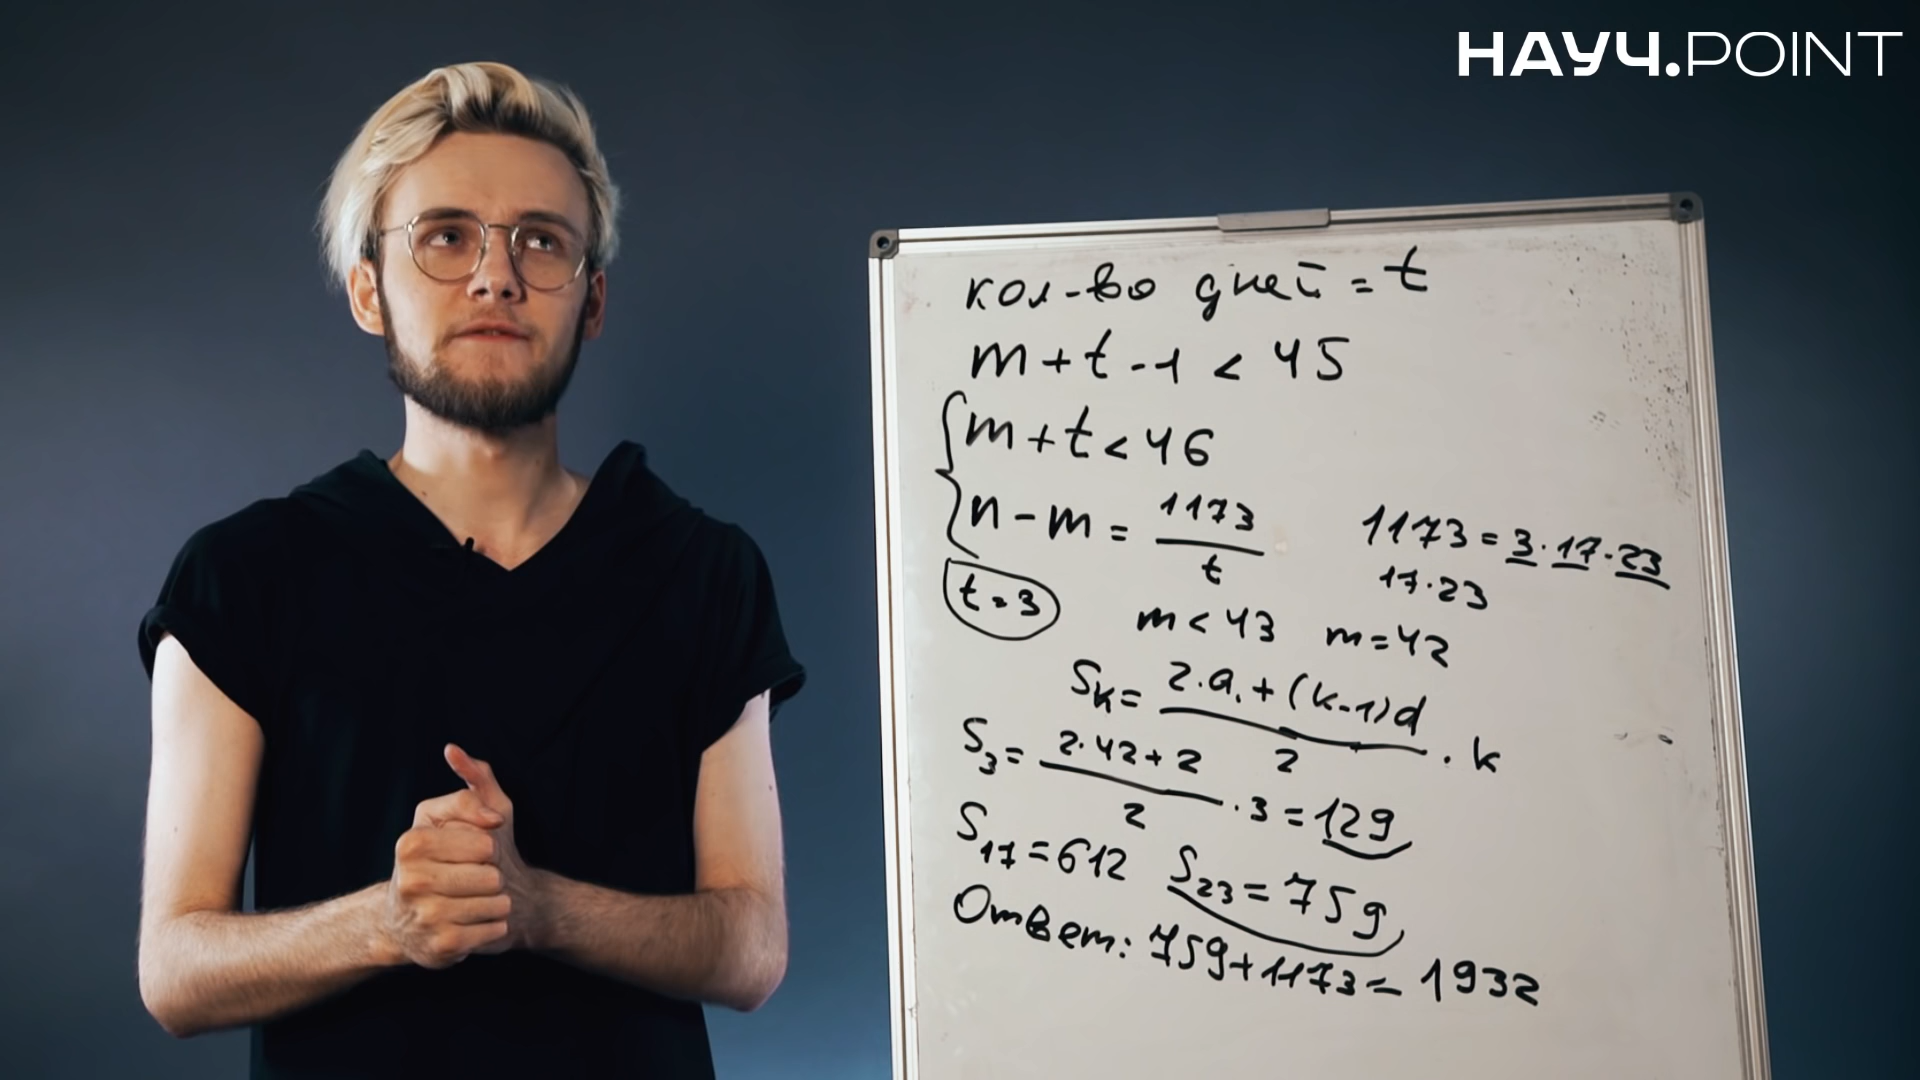 НАУЧ.POINT
кол-во дней = t
m + t - 1 < 45
m + t < 46
n - m = 1173 / t
1173 = 3 · 17 · 23
17 · 23
t = 3
m < 43 m = 42
Sk = 2·a1 + (k-1)d / 2 · k
S3 = 2·42 + 2 / 2 · 3 = 129
S17 = 612 S23 = 759
Ответ: 759 + 1173 = 1932